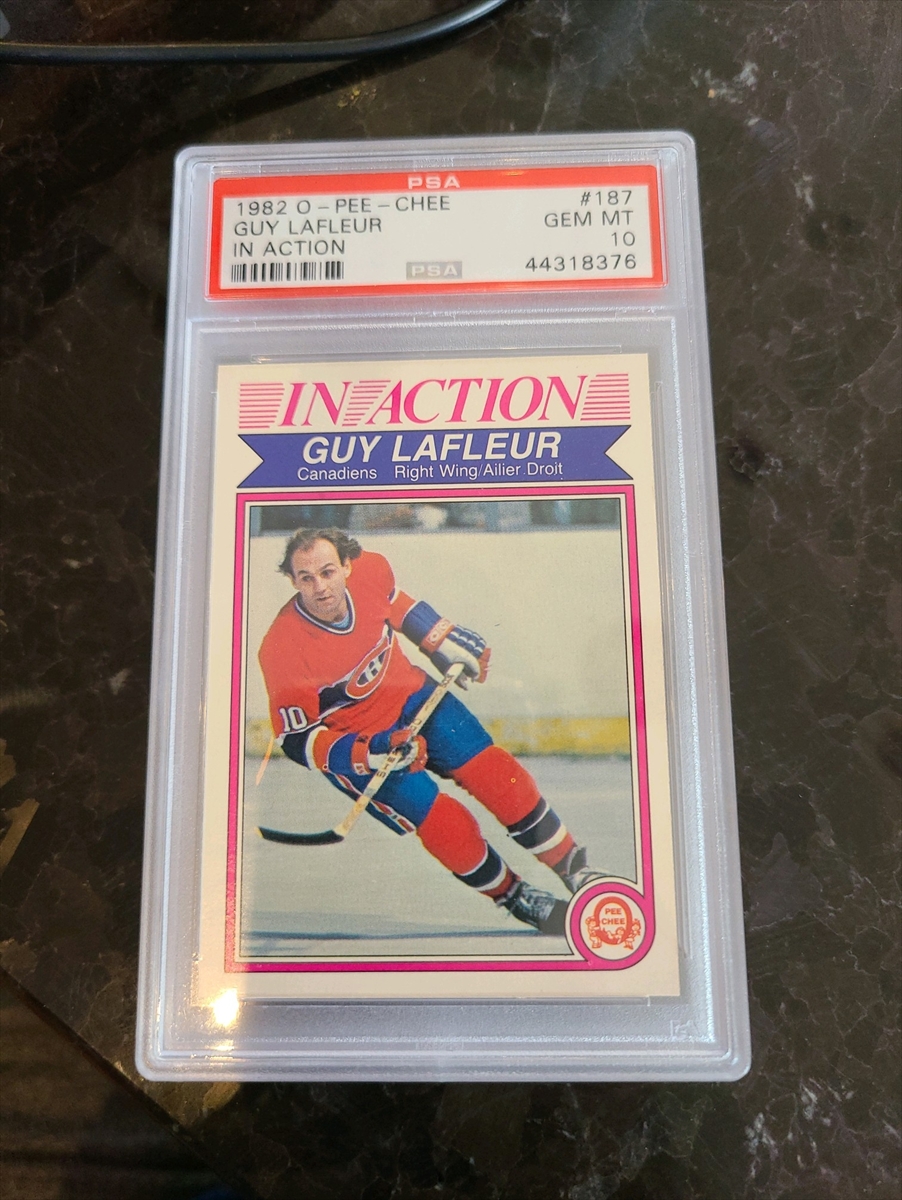 PSA
1982 O-PEE-CHEE #187
GUY LAFLEUR GEM MT
IN ACTION 10
PSA 44318376
IN ACTION
GUY LAFLEUR
Canadiens Right Wing/Ailier Droit
10
PEE
CHEE